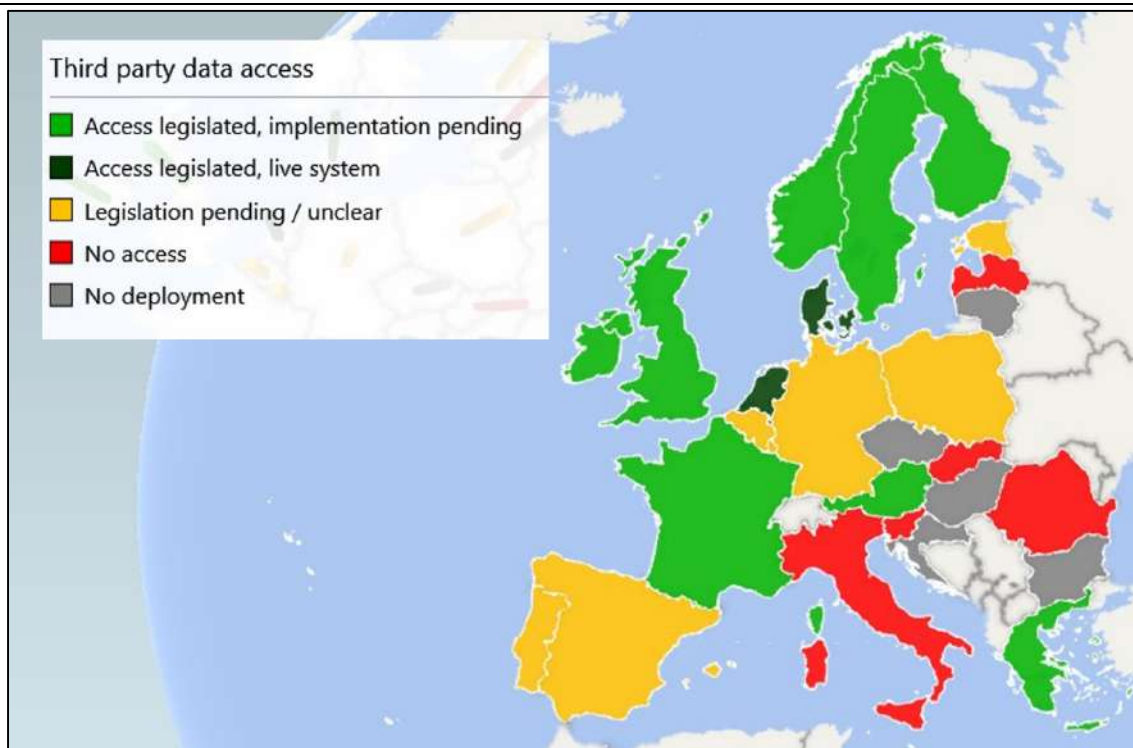 Third party data access
Access legislated, implementation pending
Access legislated, live system
Legislation pending / unclear
No access
No deployment